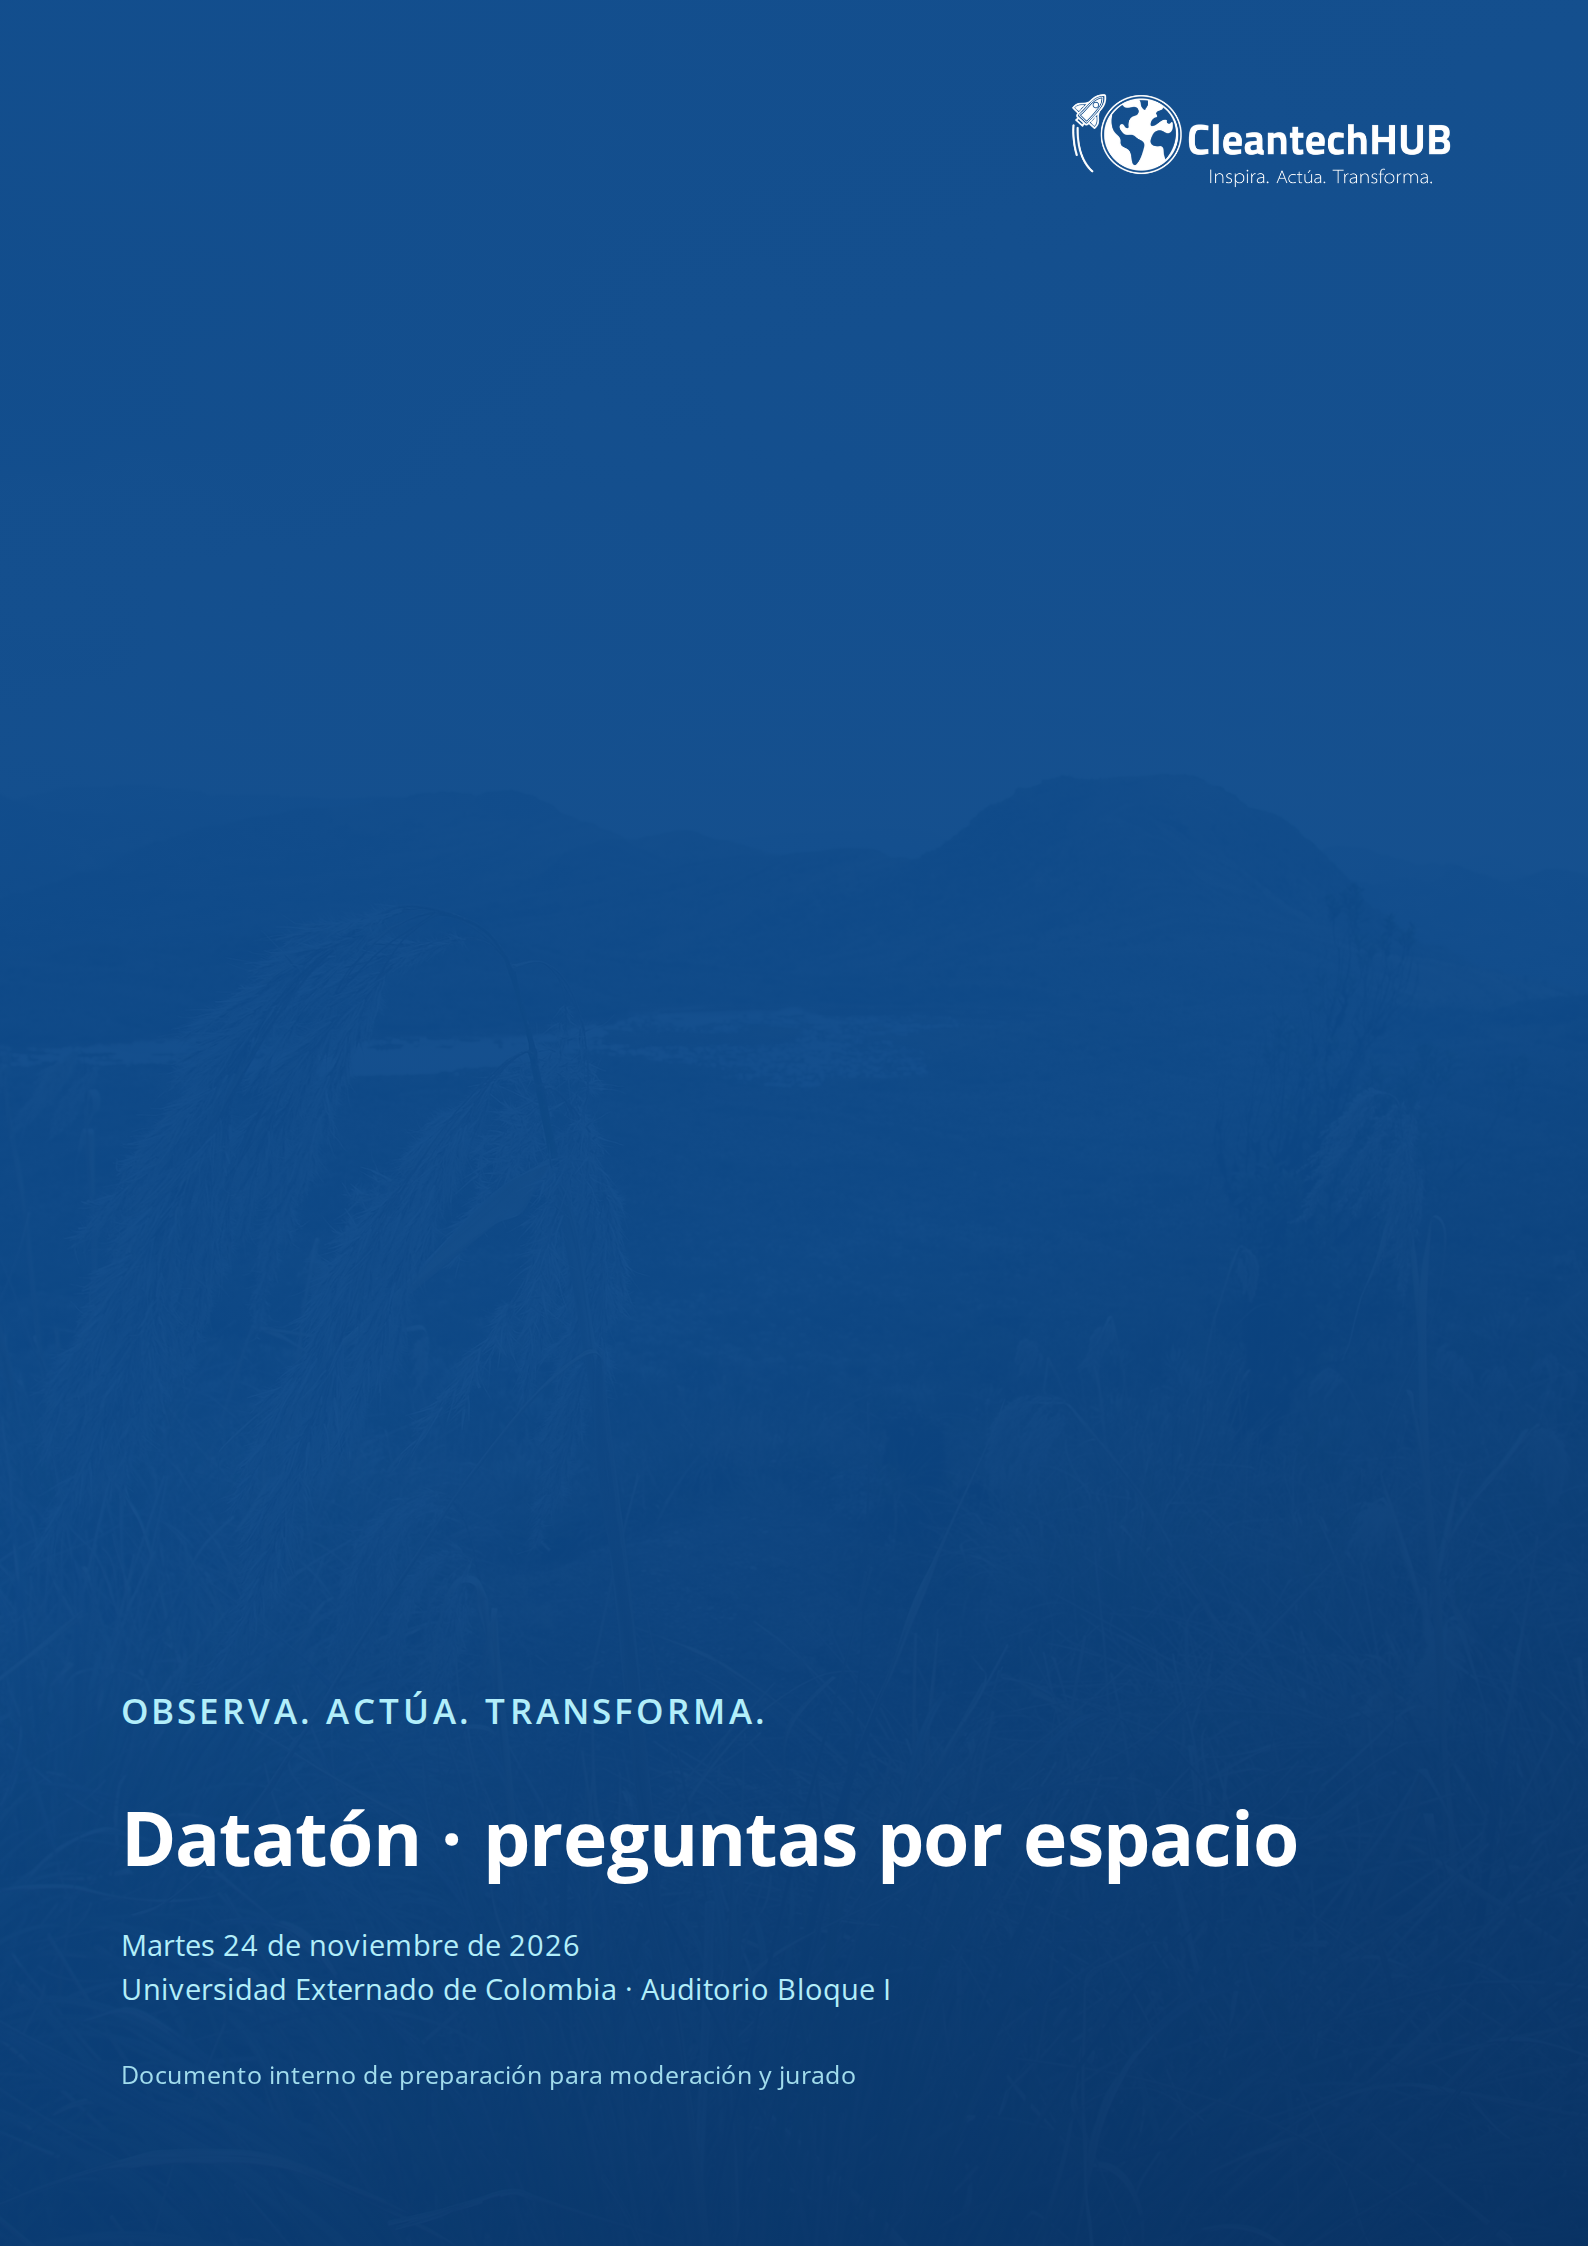 CleantechHUB
Inspira. Actúa. Transforma.
OBSERVA. ACTÚA. TRANSFORMA.
Datatón · preguntas por espacio
Martes 24 de noviembre de 2026
Universidad Externado de Colombia · Auditorio Bloque I
Documento interno de preparación para moderación y jurado